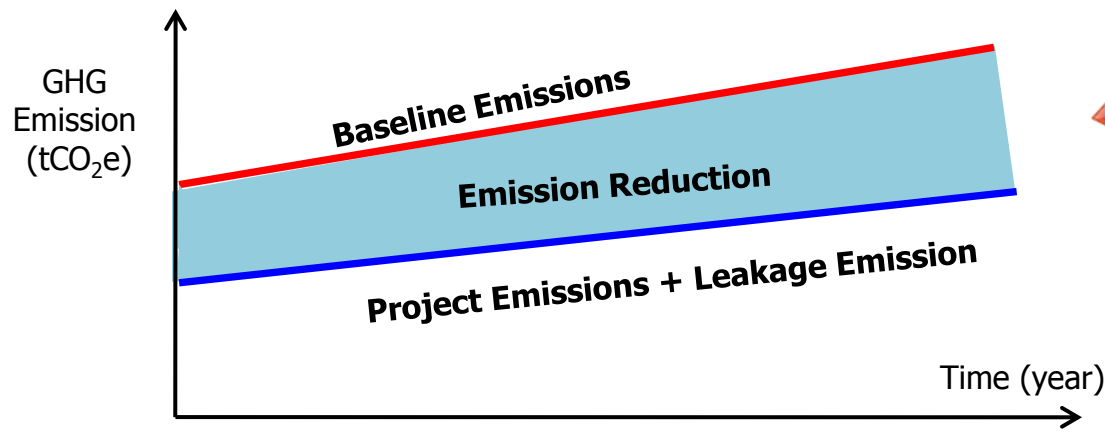 GHG
Emission
(tCO₂e)
Baseline Emissions
Emission Reduction
Project Emissions + Leakage Emission
Time (year)